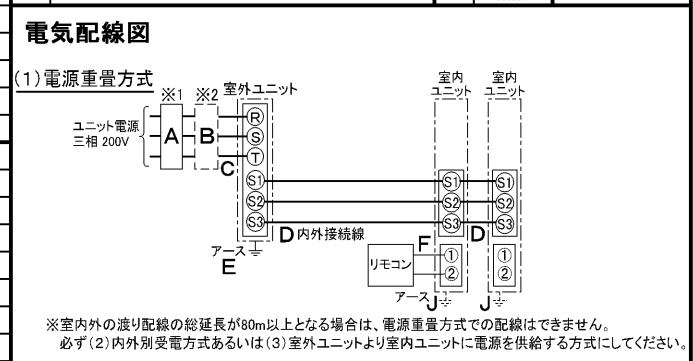 電気配線図
(1)電源重畳方式
※1 ※2 室外ユニット
室内
ユニット
室内
ユニット
ユニット電源
三相 200V
A B
R
S
T
C
S1 S1 S1
S2 S2 S2
S3 S3 S3
D 内外接続線 D
アース
E
リモコン
F
① ①
② ②
アース J J
※室内外の渡り配線の総延長が80m以上となる場合は、電源重畳方式での配線はできません。
必ず(2)内外別受電方式あるいは(3)室外ユニットより室内ユニットに電源を供給する方式にしてください。